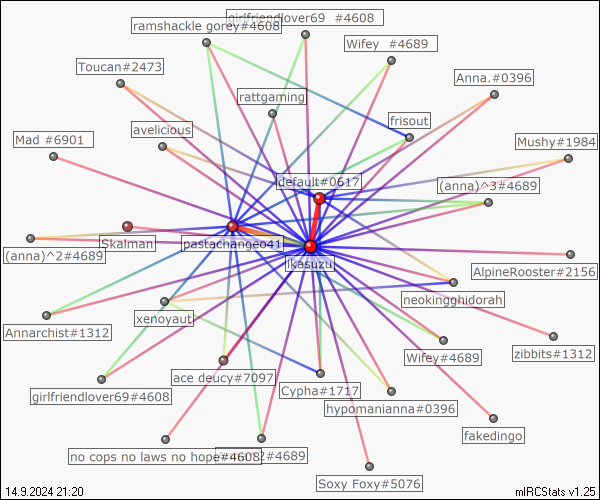 girlfriendlover69 #4608
ramshackle gorey#4608
Wifey #4689
Toucan#2473
Anna.#0396
rattgaming
frisout
avelicious
Mad #6901
Mushy#1984
default#0617
(anna)^3#4689
pastachangeo41
Skalman
(anna)^2#4689
ikasuzu
AlpineRooster#2156
neokingghidorah
xenoyaut
Annarchist#1312
zibbits#1312
Wifey#4689
ace deucy#7097
Cypha#1717
girlfriendlover69#4608
hypomanianna#0396
fakedingo
no cops no laws no hope#4608
2#4689
Soxy Foxy#5076
14.9.2024 21:20
mIRCStats v1.25